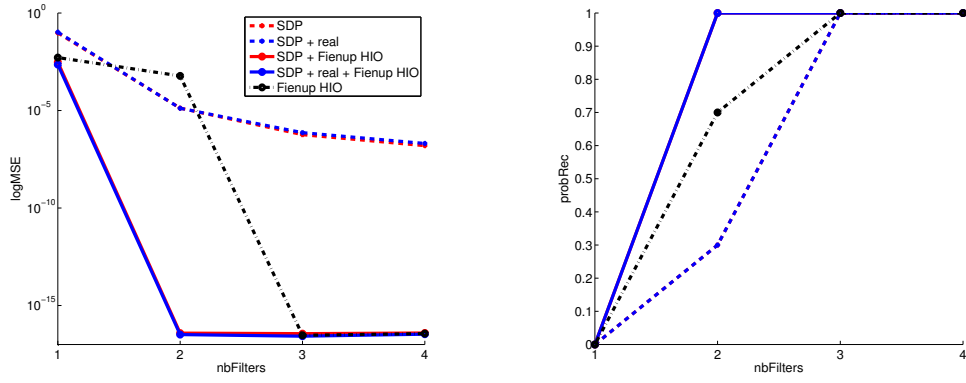 10^0
10^-5
10^-10
10^-15
logMSE
1 2 3 4
nbFilters
SDP
SDP + real
SDP + Fienup HIO
SDP + real + Fienup HIO
Fienup HIO
1
0.9
0.8
0.7
0.6
0.5
0.4
0.3
0.2
0.1
0
probRec
1 2 3 4
nbFilters